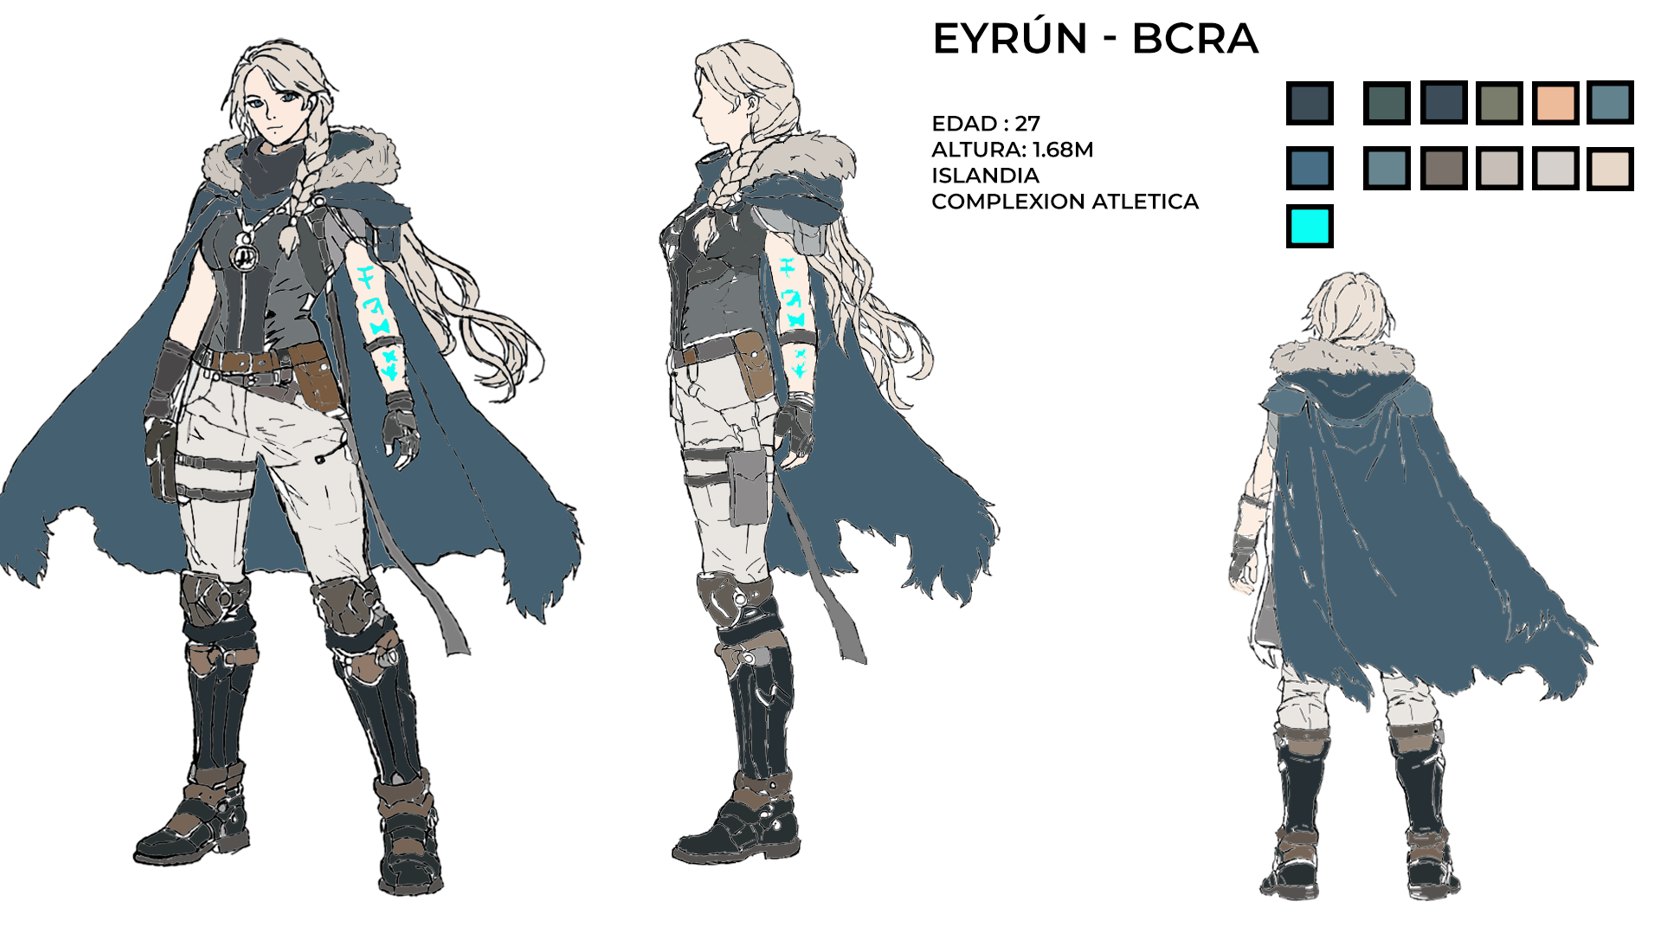 EYRÚN - BCRA
EDAD : 27
ALTURA: 1.68M
ISLANDIA
COMPLEXION ATLETICA